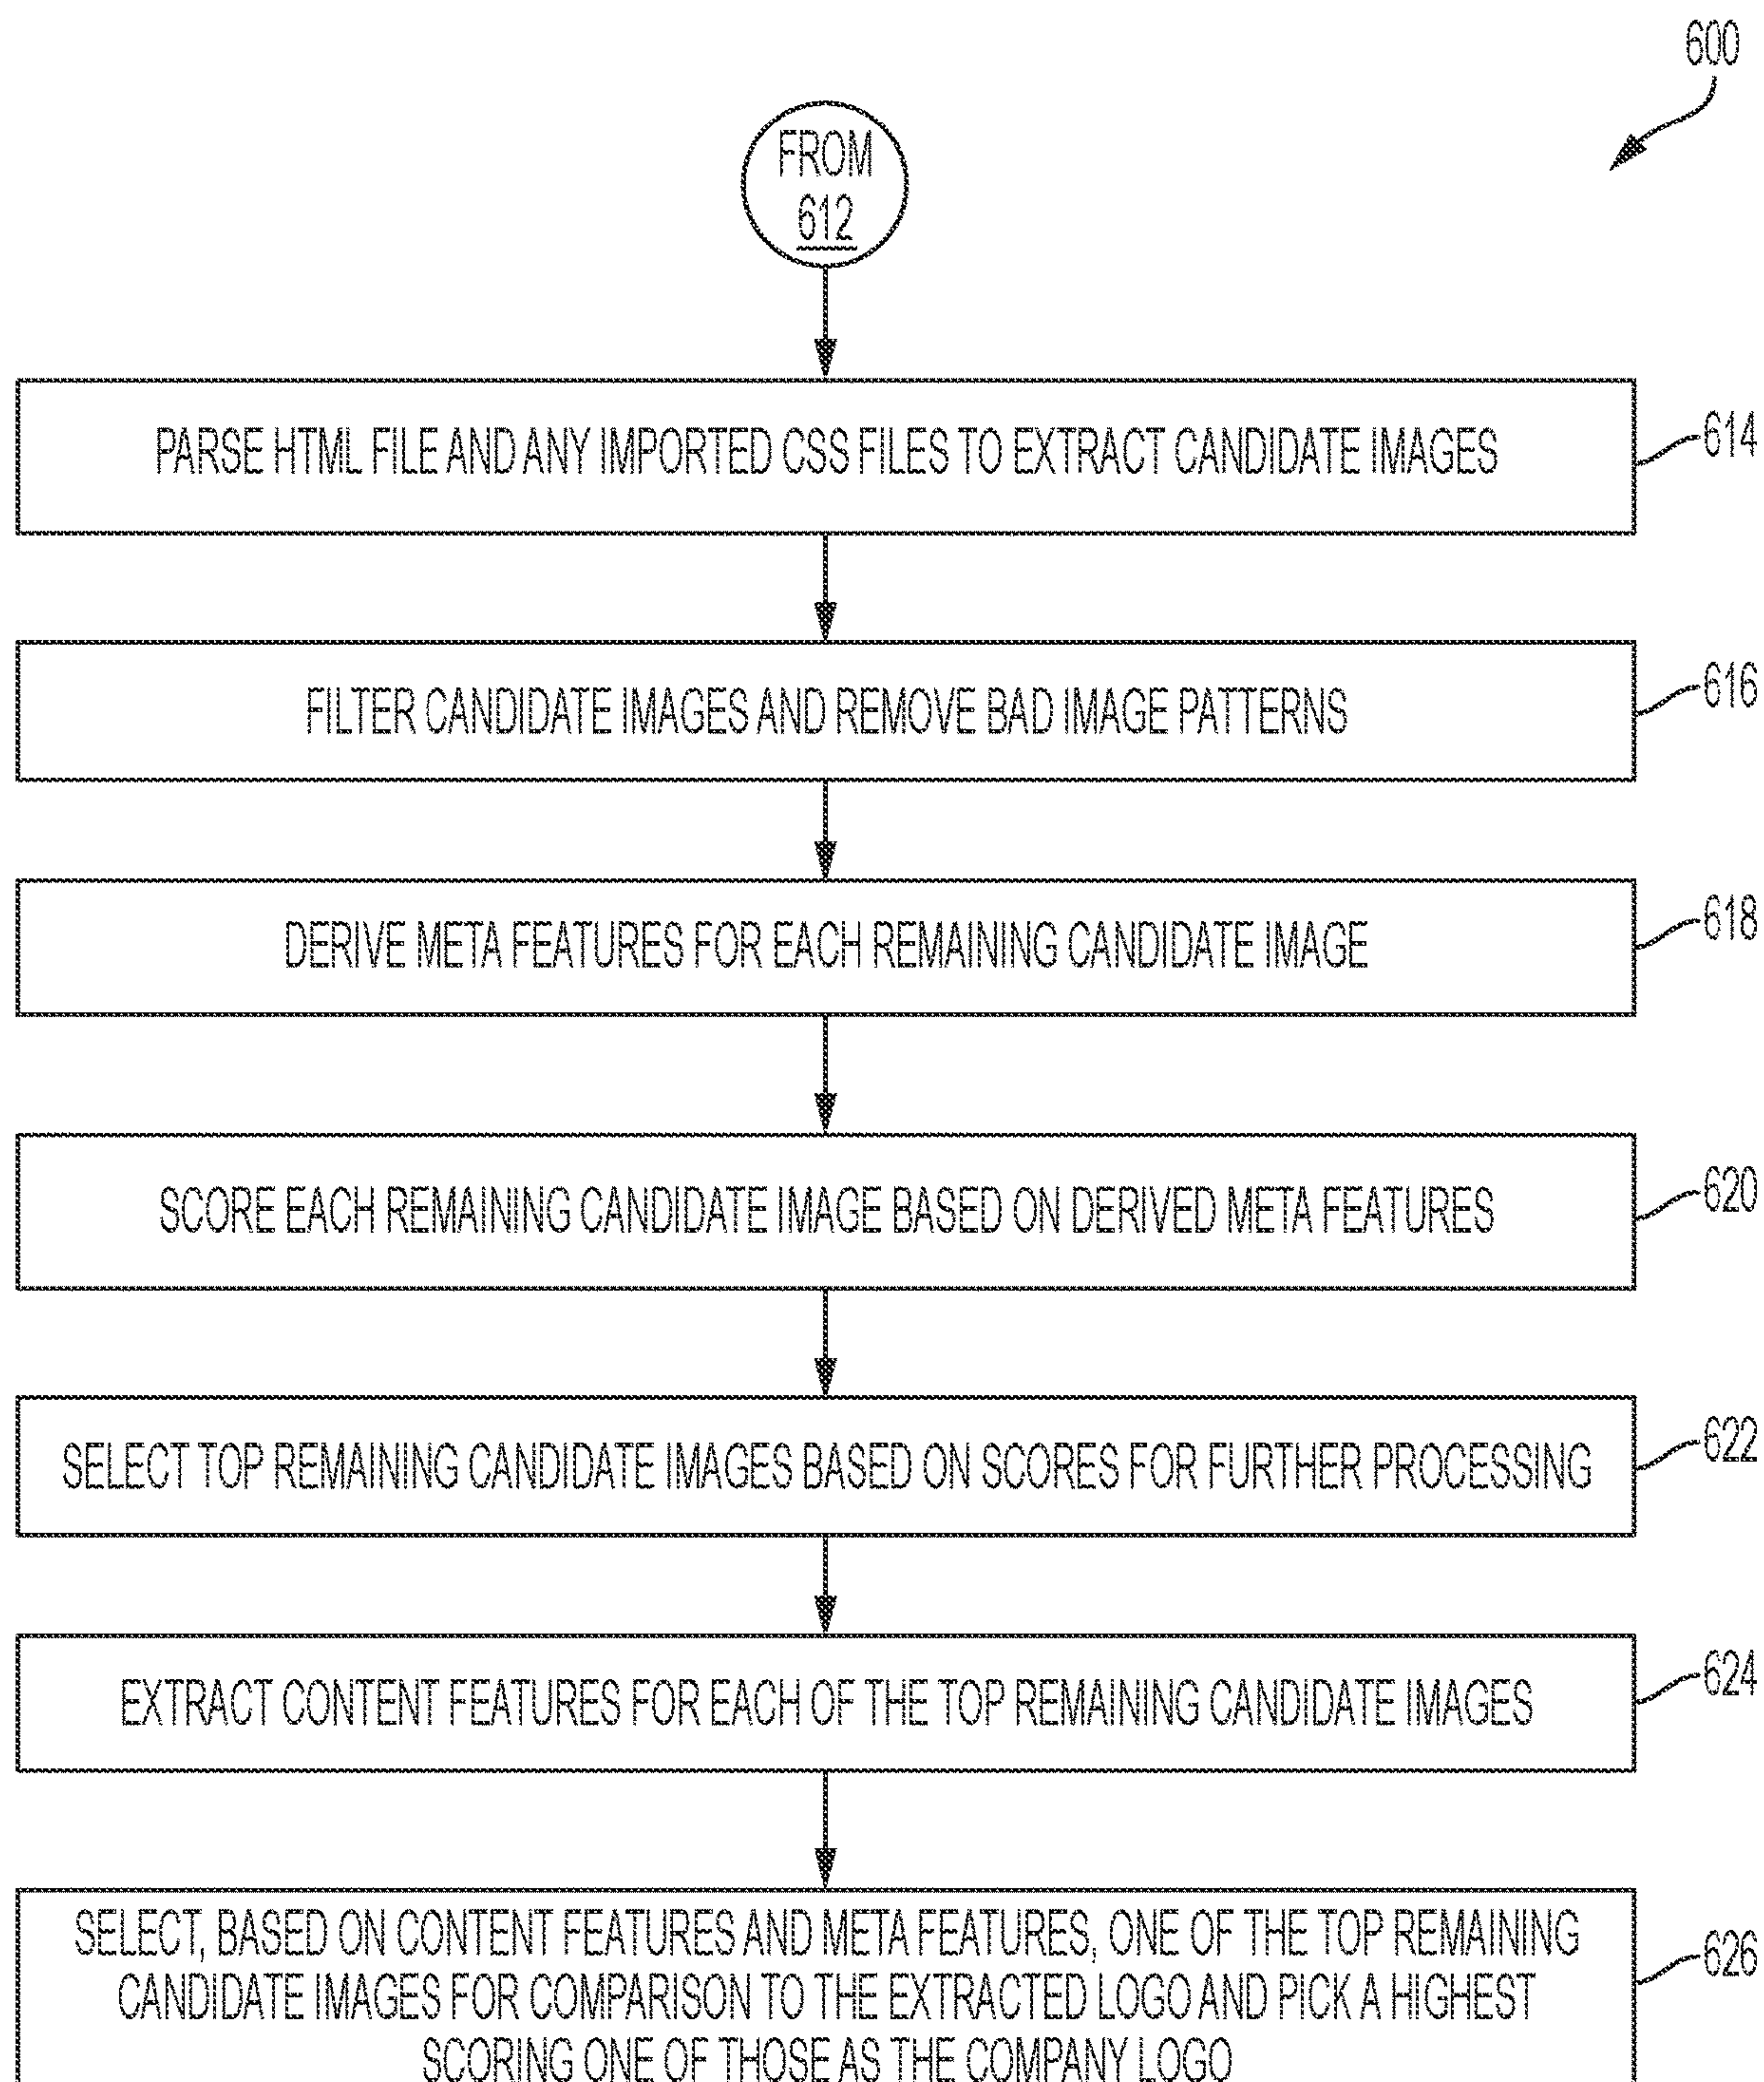 600
FROM
612
PARSE HTML FILE AND ANY IMPORTED CSS FILES TO EXTRACT CANDIDATE IMAGES
614
FILTER CANDIDATE IMAGES AND REMOVE BAD IMAGE PATTERNS
616
DERIVE META FEATURES FOR EACH REMAINING CANDIDATE IMAGE
618
SCORE EACH REMAINING CANDIDATE IMAGE BASED ON DERIVED META FEATURES
620
SELECT TOP REMAINING CANDIDATE IMAGES BASED ON SCORES FOR FURTHER PROCESSING
622
EXTRACT CONTENT FEATURES FOR EACH OF THE TOP REMAINING CANDIDATE IMAGES
624
SELECT, BASED ON CONTENT FEATURES AND META FEATURES, ONE OF THE TOP REMAINING
CANDIDATE IMAGES FOR COMPARISON TO THE EXTRACTED LOGO AND PICK A HIGHEST
SCORING ONE OF THOSE AS THE COMPANY LOGO
626